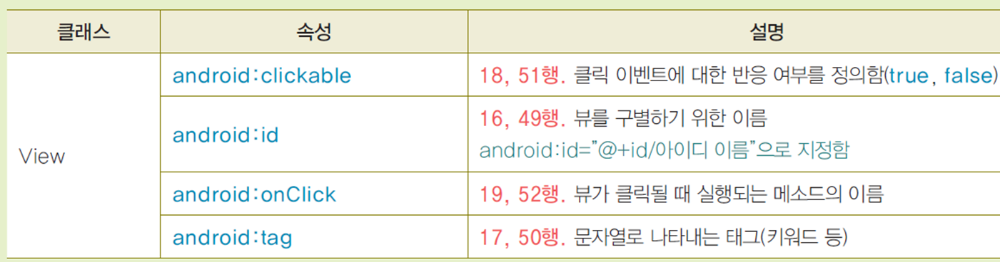 클래스 속성 설명
View
android:clickable 18, 51행. 클릭 이벤트에 대한 반응 여부를 정의함(true, false)
android:id 16, 49행. 뷰를 구별하기 위한 이름
android:id="@+id/아이디 이름"으로 지정함
android:onClick 19, 52행. 뷰가 클릭될 때 실행되는 메소드의 이름
android:tag 17, 50행. 문자열로 나타내는 태그(키워드 등)